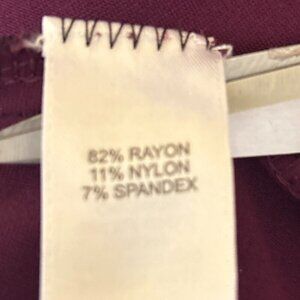 82% RAYON
11% NYLON
7% SPANDEX